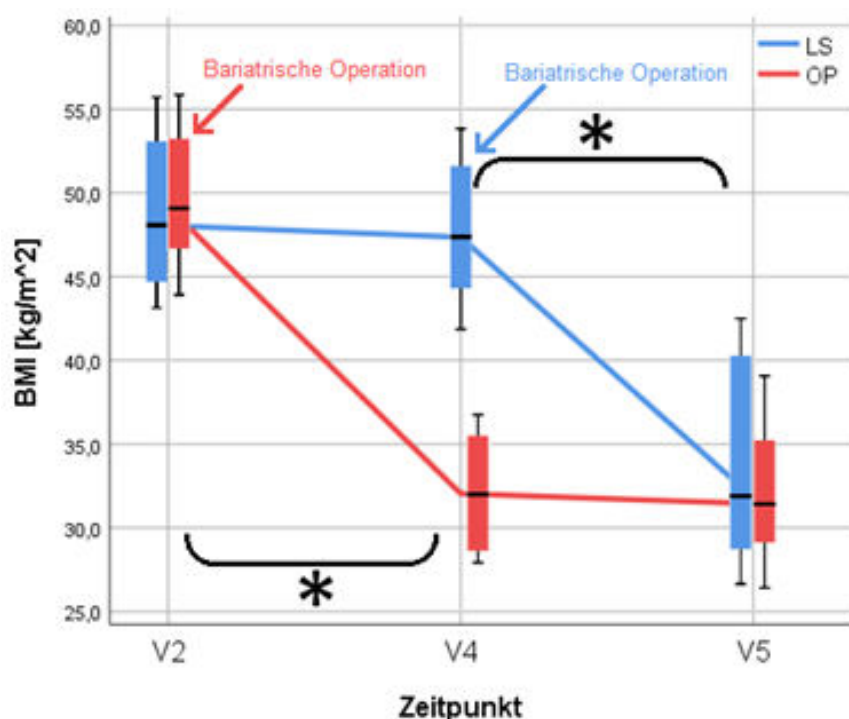 60,0
LS
OP
Bariatrische Operation
Bariatrische Operation
55,0
*
50,0
45,0
40,0
35,0
30,0
*
25,0
BMI [kg/m^2]
V2
V4
V5
Zeitpunkt